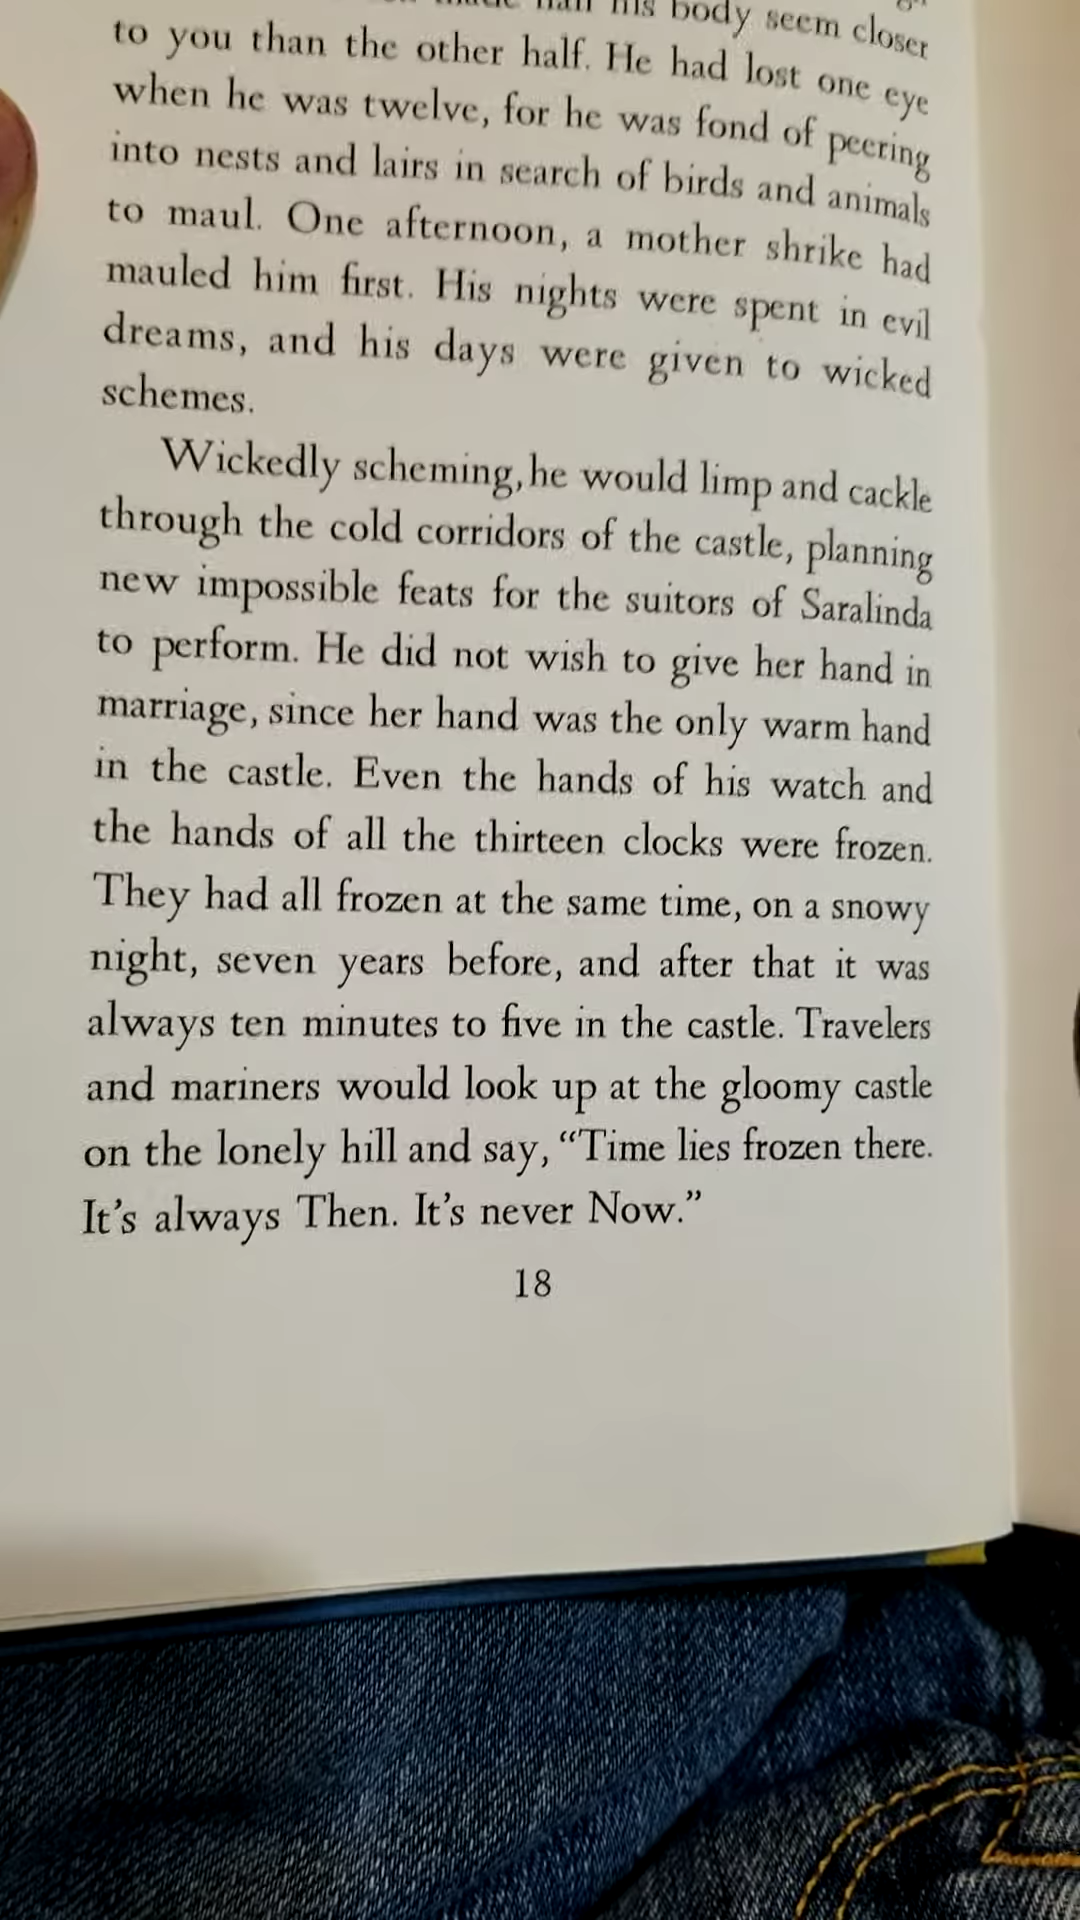 his body seem closer
to you than the other half. He had lost one eye
when he was twelve, for he was fond of peering
into nests and lairs in search of birds and animals
to maul. One afternoon, a mother shrike had
mauled him first. His nights were spent in evil
dreams, and his days were given to wicked
schemes.
Wickedly scheming, he would limp and cackle
through the cold corridors of the castle, planning
new impossible feats for the suitors of Saralinda
to perform. He did not wish to give her hand in
marriage, since her hand was the only warm hand
in the castle. Even the hands of his watch and
the hands of all the thirteen clocks were frozen.
They had all frozen at the same time, on a snowy
night, seven years before, and after that it was
always ten minutes to five in the castle. Travelers
and mariners would look up at the gloomy castle
on the lonely hill and say, “Time lies frozen there.
It’s always Then. It’s never Now.”
18